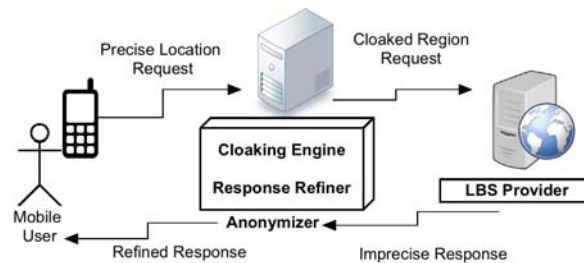 Precise Location
Request
Cloaked Region
Request
Cloaking Engine
Response Refiner
LBS Provider
Mobile
User
Anonymizer
Refined Response
Imprecise Response